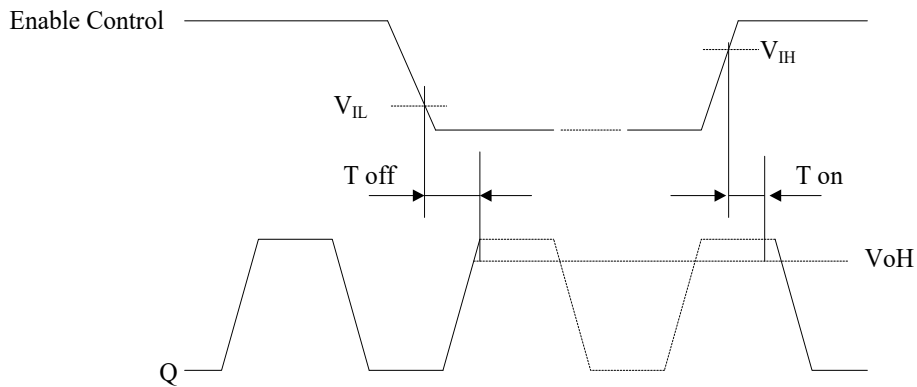 Enable Control
V_IH
V_IL
T off
T on
VoH
Q